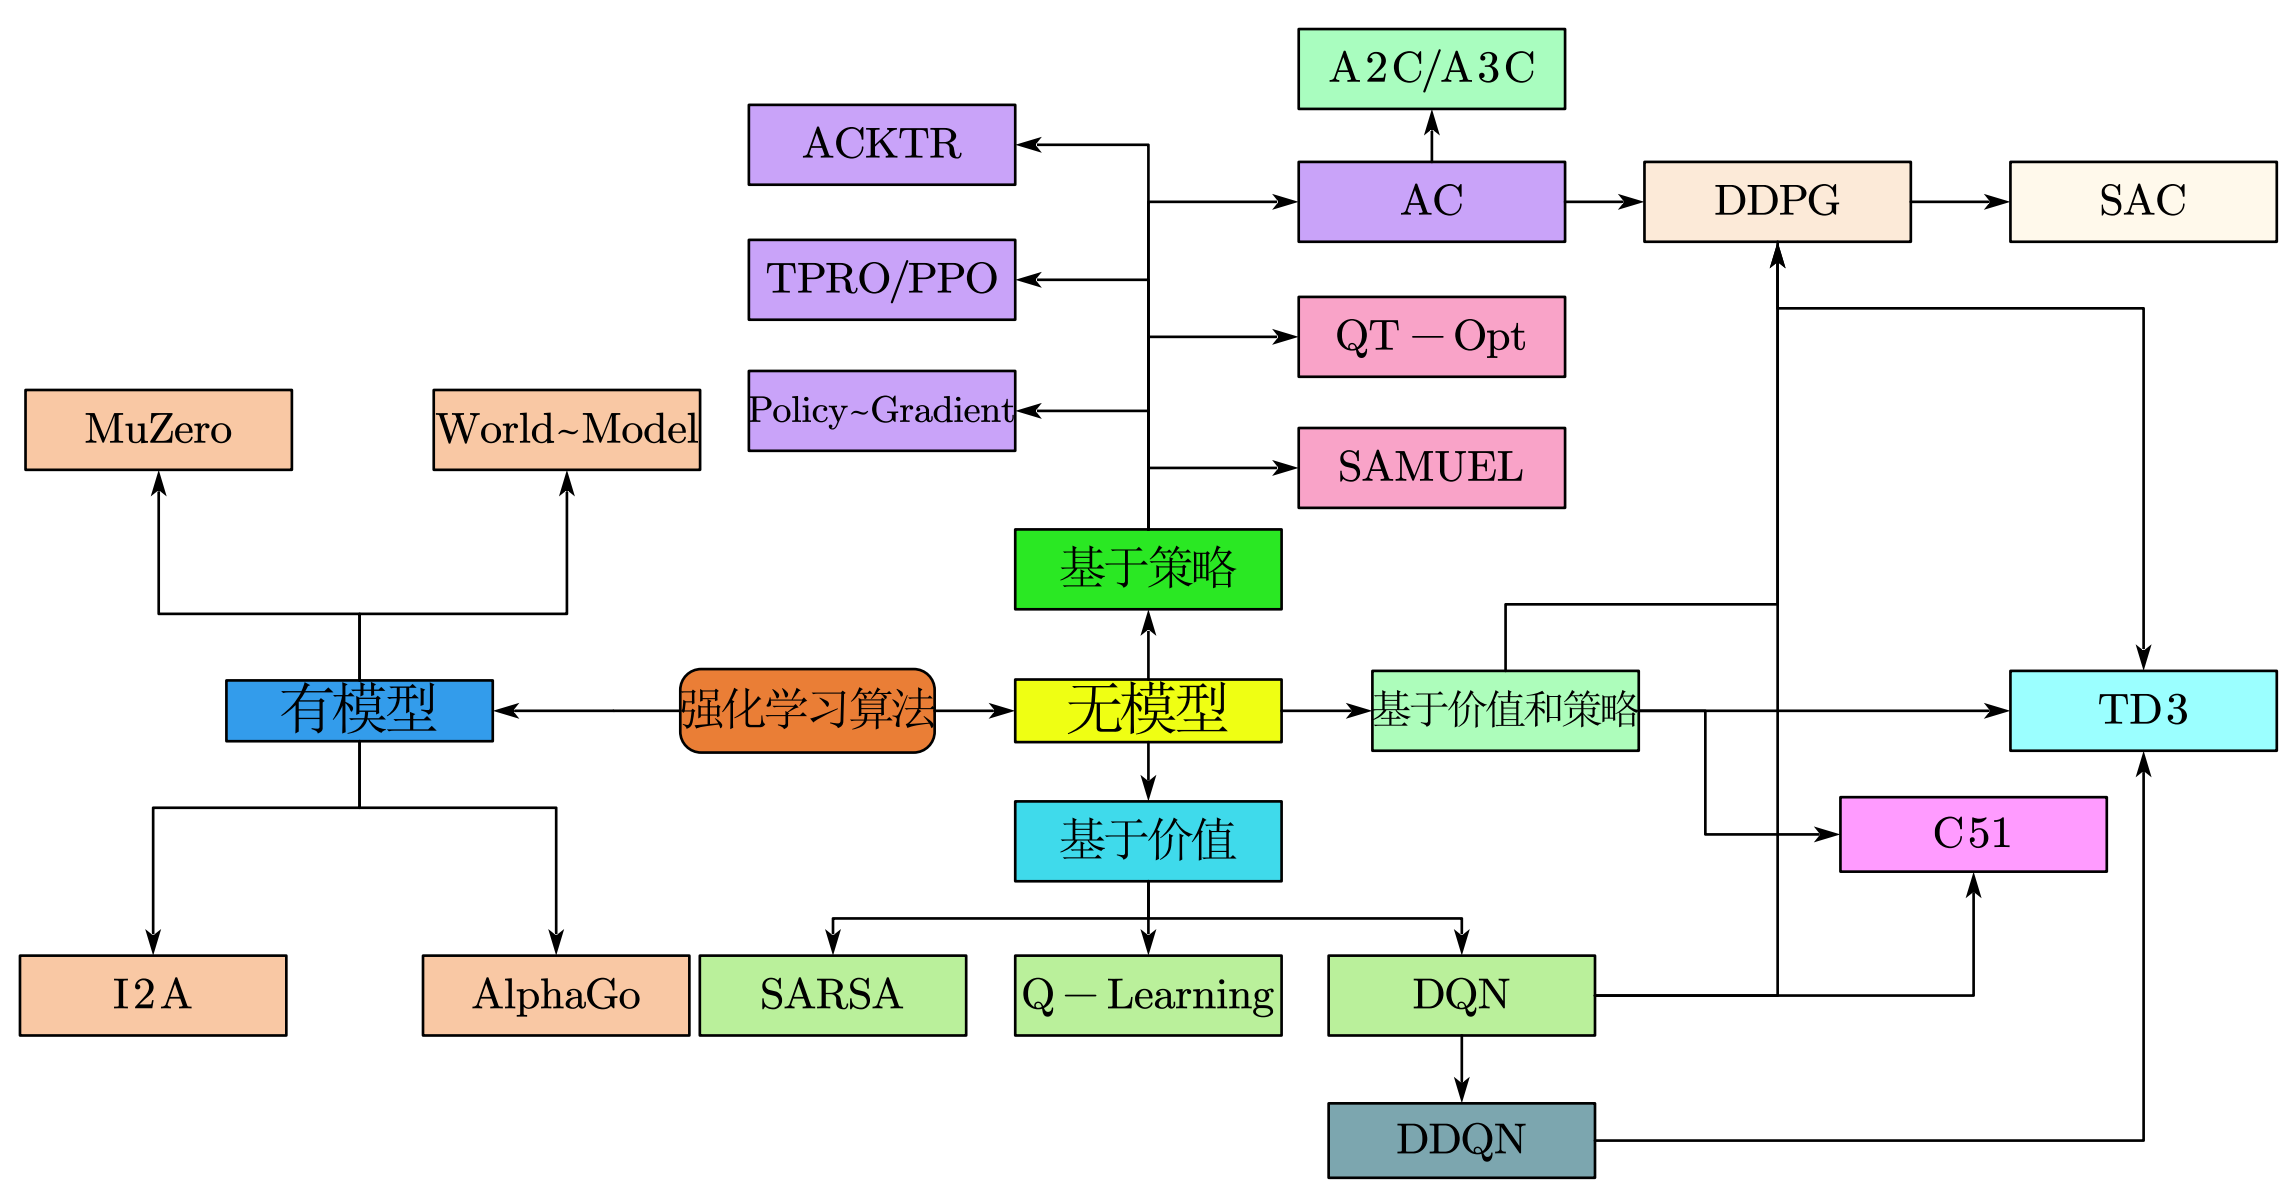 A2C/A3C
ACKTR
AC
DDPG
SAC
TPRO/PPO
QT − Opt
Policy~Gradient
MuZero
World~Model
SAMUEL
基于策略
有模型
强化学习算法
无模型
基于价值和策略
TD3
基于价值
C51
I2A
AlphaGo
SARSA
Q − Learning
DQN
DDQN